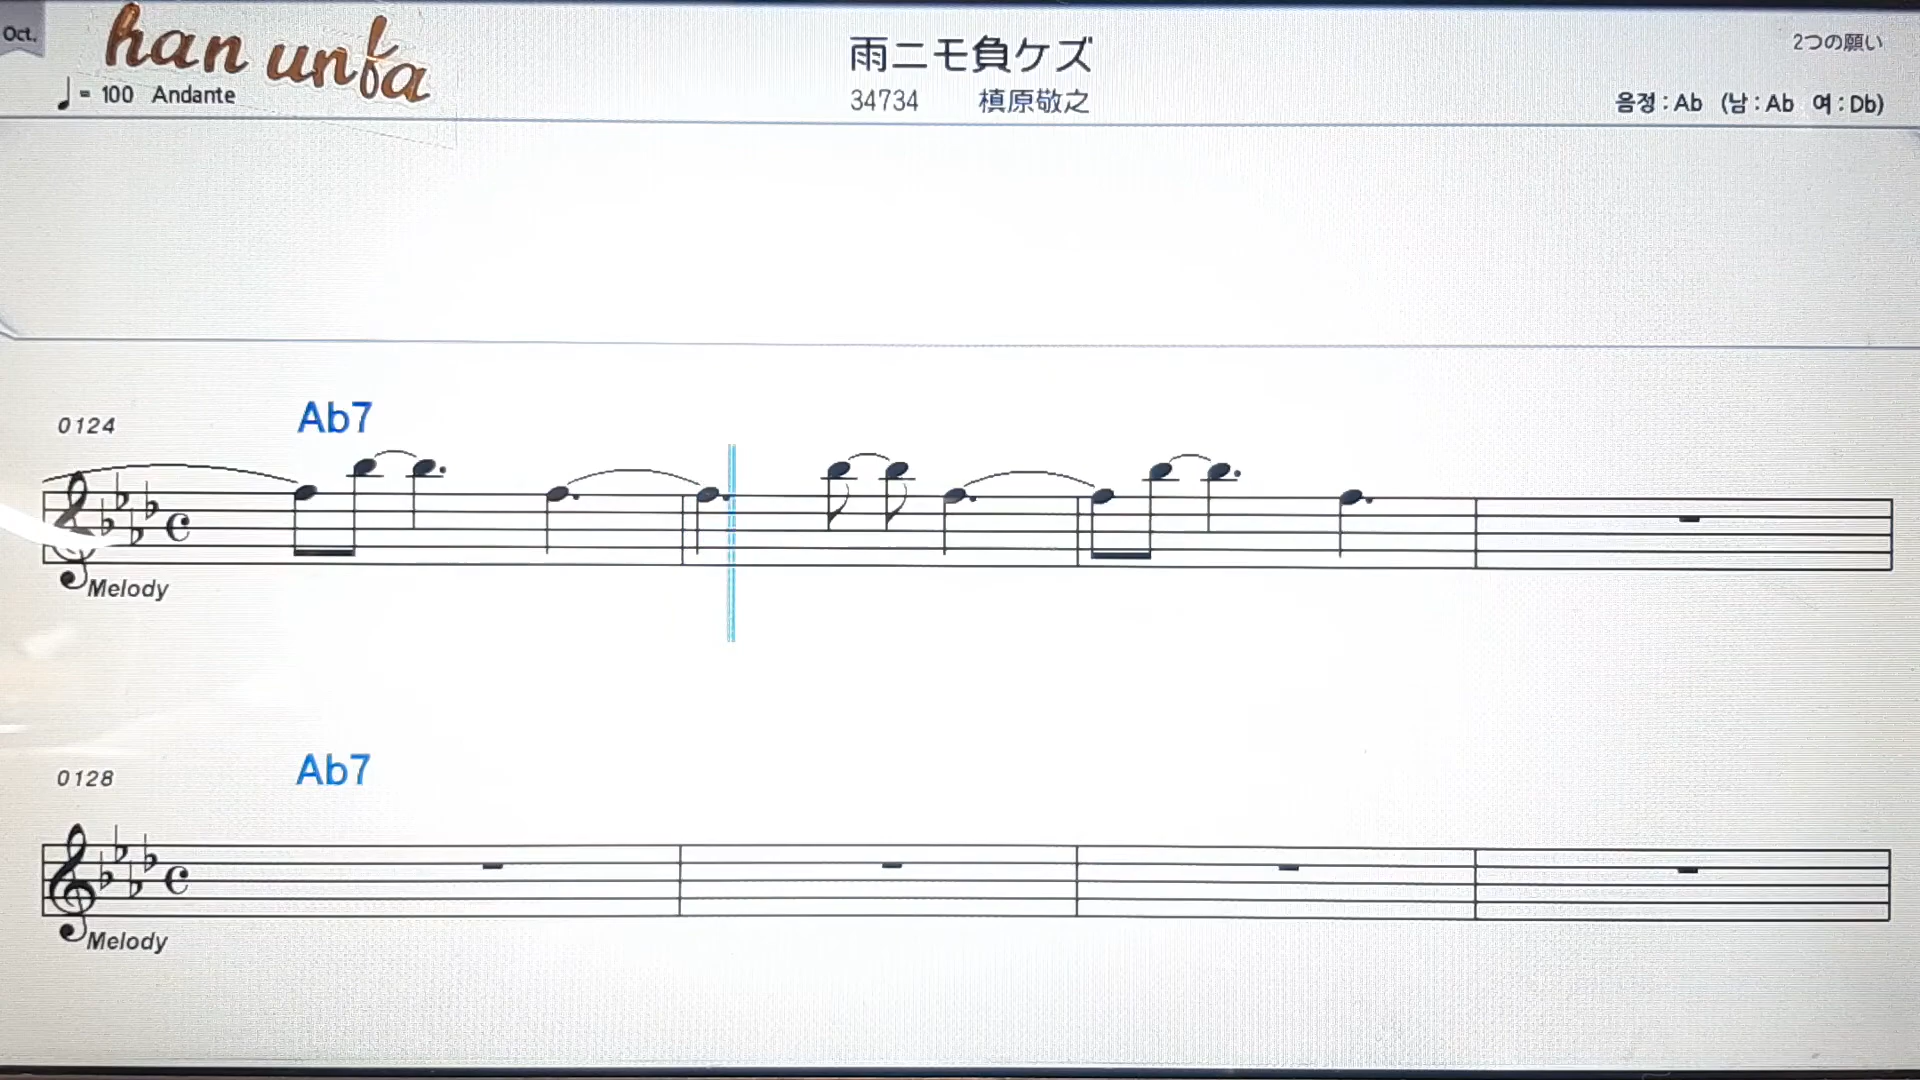 Oct.
han unfa
♩= 100 Andante
雨ニモ負ケズ
34734 槙原敬之
2つの願い
음정 : Ab (남 : Ab 여 : Db)
0124
Ab7
Melody
0128
Ab7
Melody